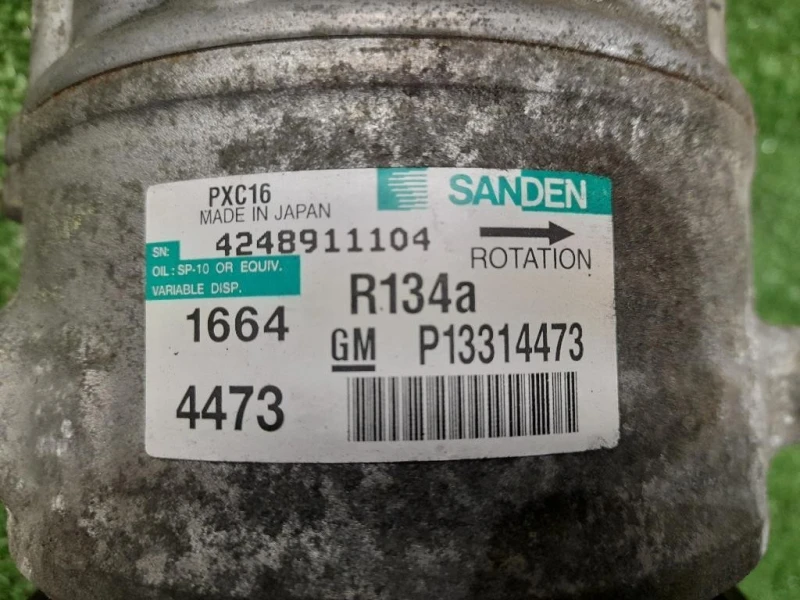 PXC16
MADE IN JAPAN
SANDEN
SN: 4248911104
ROTATION
OIL: SP-10 OR EQUIV.
VARIABLE DISP.
R134a
1664
GM P13314473
4473